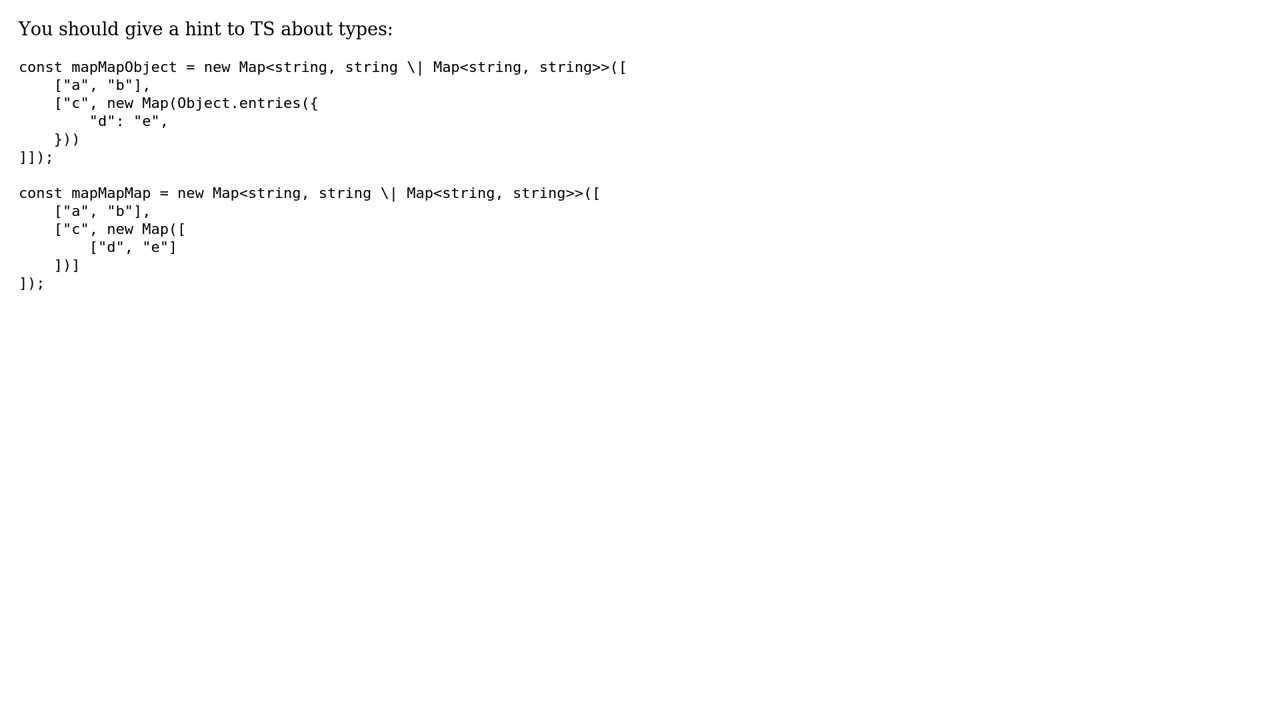 You should give a hint to TS about types:
const mapMapObject = new Map<string, string \| Map<string, string>>([
    ["a", "b"],
    ["c", new Map(Object.entries({
        "d": "e",
    }))
]]);
const mapMapMap = new Map<string, string \| Map<string, string>>([
    ["a", "b"],
    ["c", new Map([
        ["d", "e"]
    ])]
]);